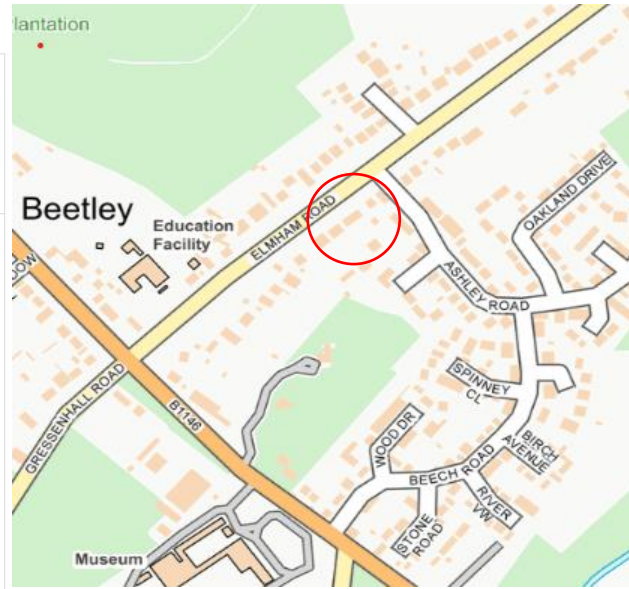 lantation
OAKLAND DRIVE
Beetley
Education
Facility
ELMHAM ROAD
DOW
ASHLEY ROAD
GRESSENHALL ROAD
B1146
SPINNEY
CL
WOOD DR
BIRCH
AVENUE
BEECH ROAD
RIVER
VW
STONE
ROAD
Museum